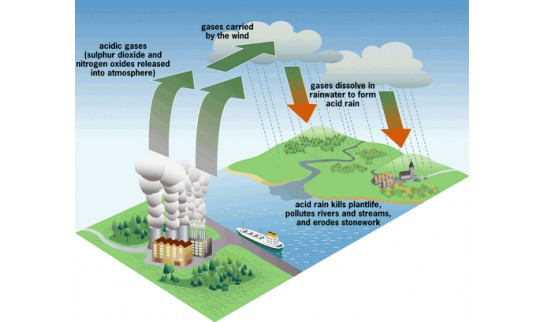 gases carried
by the wind
acidic gases
(sulphur dioxide and
nitrogen oxides released
into atmosphere)
gases dissolve in
rainwater to form
acid rain
acid rain kills plantlife,
pollutes rivers and streams,
and erodes stonework